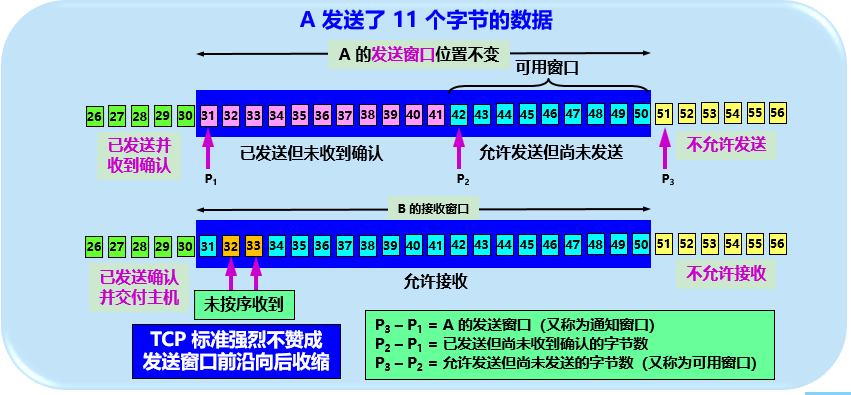 A 发送了 11 个字节的数据
A 的发送窗口位置不变
可用窗口
26 27 28 29 30 31 32 33 34 35 36 37 38 39 40 41 42 43 44 45 46 47 48 49 50 51 52 53 54 55 56
已发送并
收到确认
已发送但未收到确认
允许发送但尚未发送
不允许发送
P1
P2
P3
B 的接收窗口
26 27 28 29 30 31 32 33 34 35 36 37 38 39 40 41 42 43 44 45 46 47 48 49 50 51 52 53 54 55 56
已发送确认
并交付主机
允许接收
不允许接收
未按序收到
TCP 标准强烈不赞成
发送窗口前沿向后收缩
P3 – P1 = A 的发送窗口（又称为通知窗口）
P2 – P1 = 已发送但尚未收到确认的字节数
P3 – P2 = 允许发送但尚未发送的字节数（又称为可用窗口）